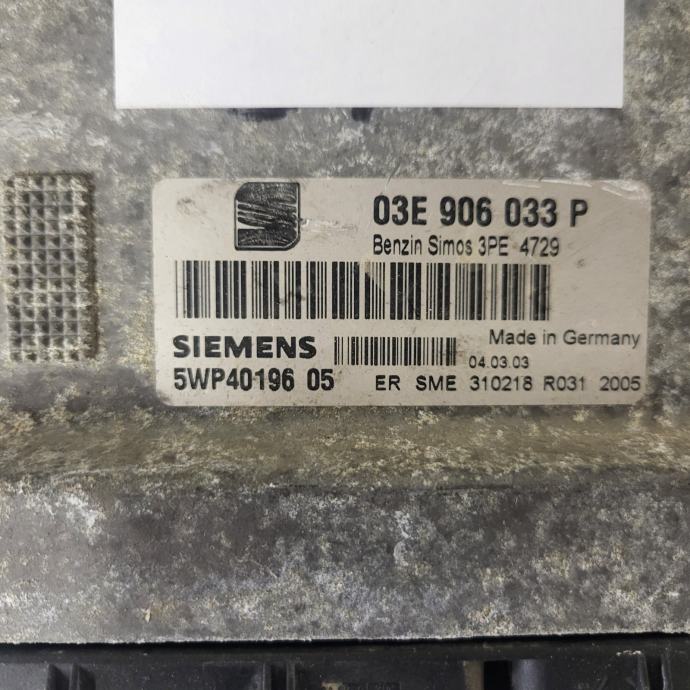 03E 906 033 P
Benzin Simos 3PE 4729
SIEMENS
Made in Germany
04.03.03
5WP40196 05
ER SME 310218 R031 2005